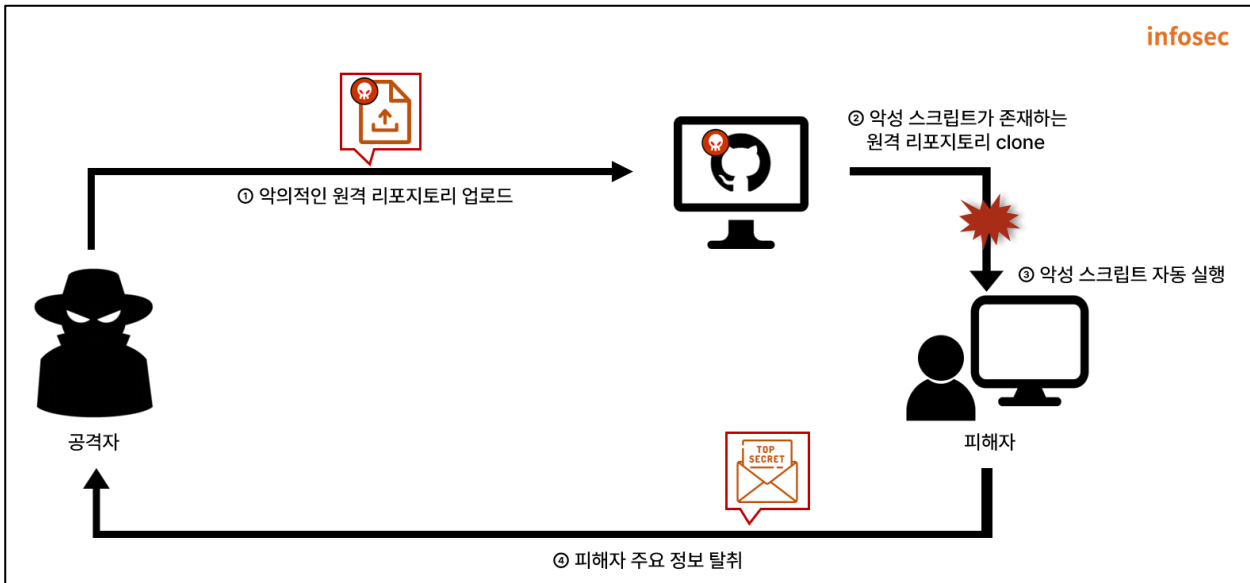 infosec
② 악성 스크립트가 존재하는
원격 리포지토리 clone
① 악의적인 원격 리포지토리 업로드
③ 악성 스크립트 자동 실행
공격자
피해자
TOP
SECRET
④ 피해자 주요 정보 탈취